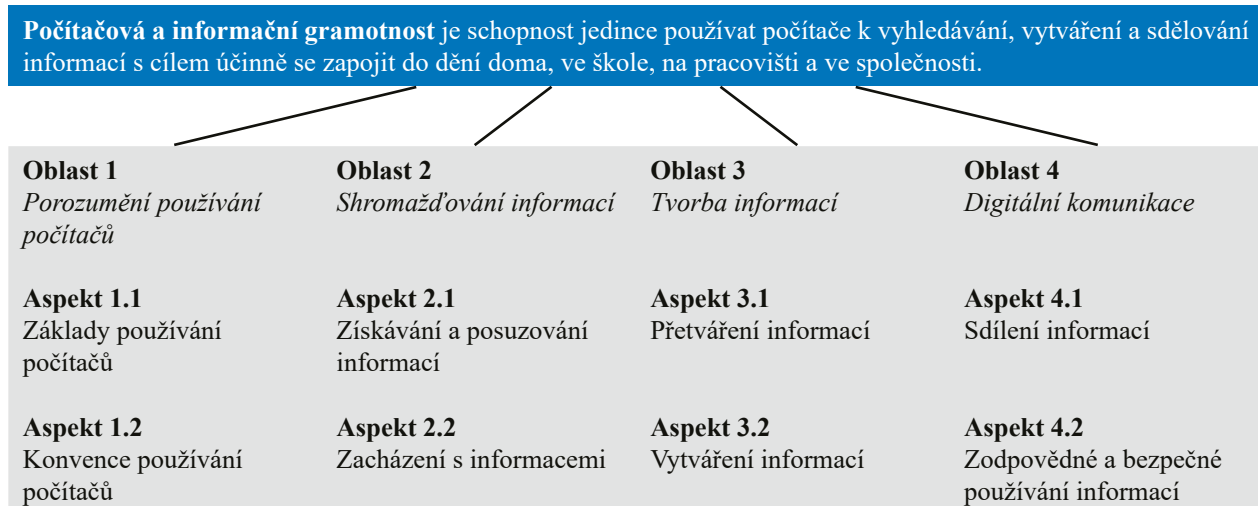 Počítačová a informační gramotnost je schopnost jedince používat počítače k vyhledávání, vytváření a sdělování
informací s cílem účinně se zapojit do dění doma, ve škole, na pracovišti a ve společnosti.
Oblast 1
Porozumění používání
počítačů
Aspekt 1.1
Základy používání
počítačů
Aspekt 1.2
Konvence používání
počítačů
Oblast 2
Shromažďování informací
Aspekt 2.1
Získávání a posuzování
informací
Aspekt 2.2
Zacházení s informacemi
Oblast 3
Tvorba informací
Aspekt 3.1
Přetváření informací
Aspekt 3.2
Vytváření informací
Oblast 4
Digitální komunikace
Aspekt 4.1
Sdílení informací
Aspekt 4.2
Zodpovědné a bezpečné
používání informací